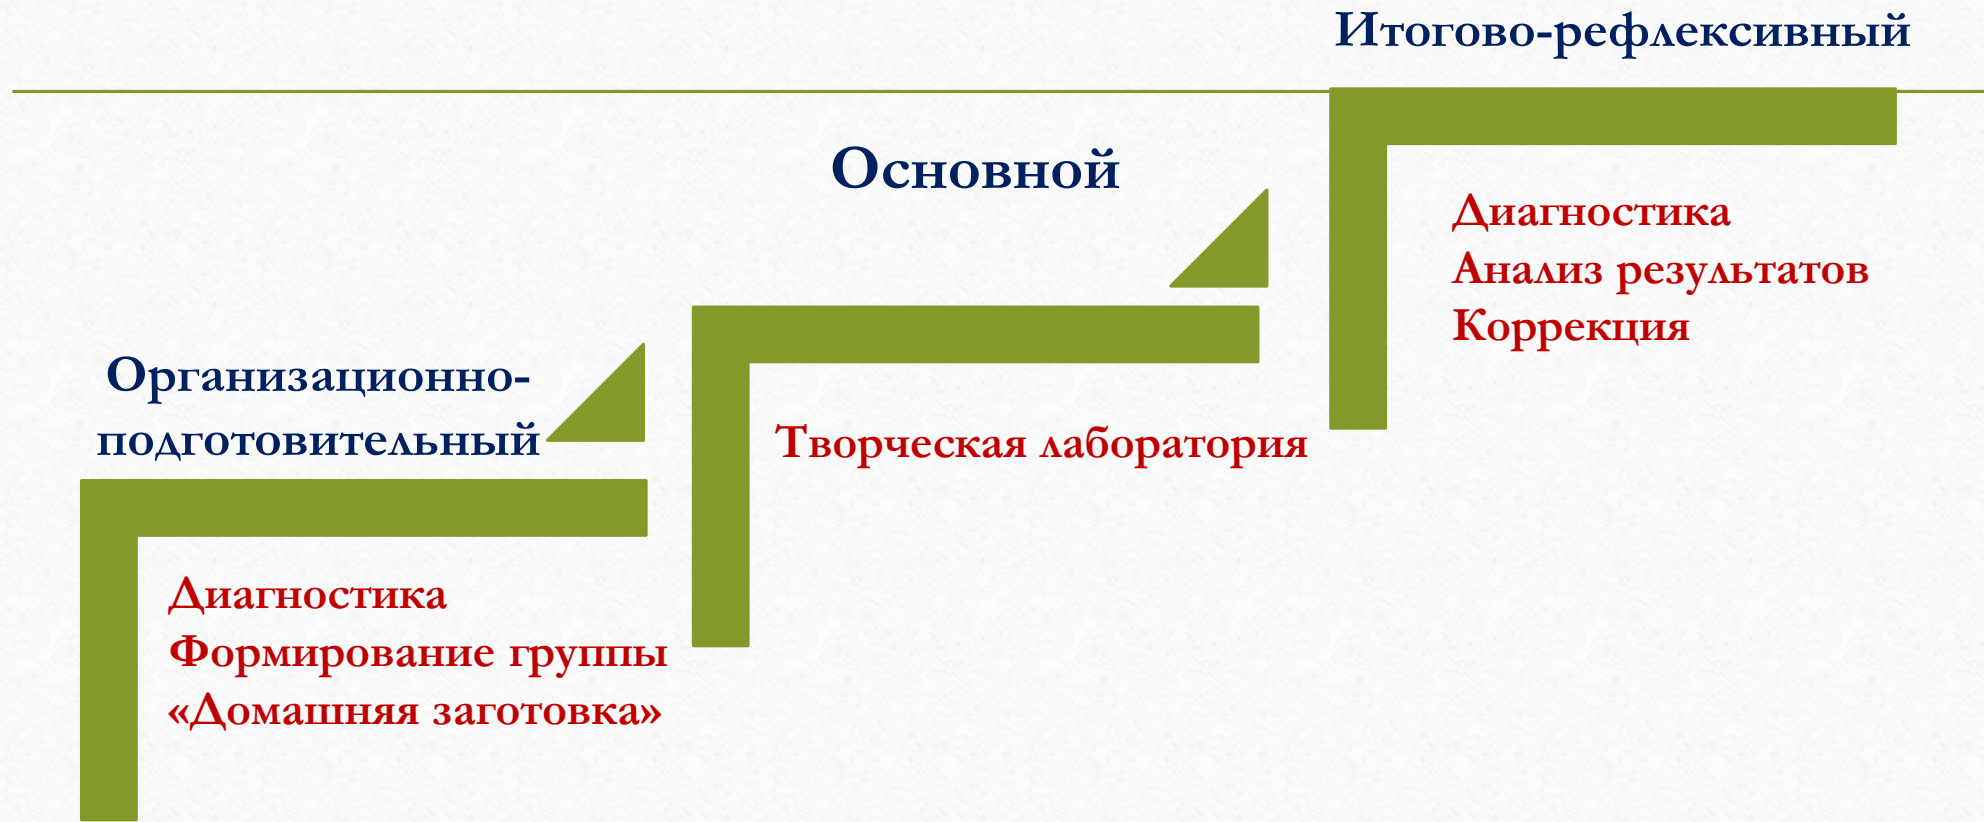 Организационно-
подготовительный
Диагностика
Формирование группы
«Домашняя заготовка»
Основной
Творческая лаборатория
Итогово-рефлексивный
Диагностика
Анализ результатов
Коррекция